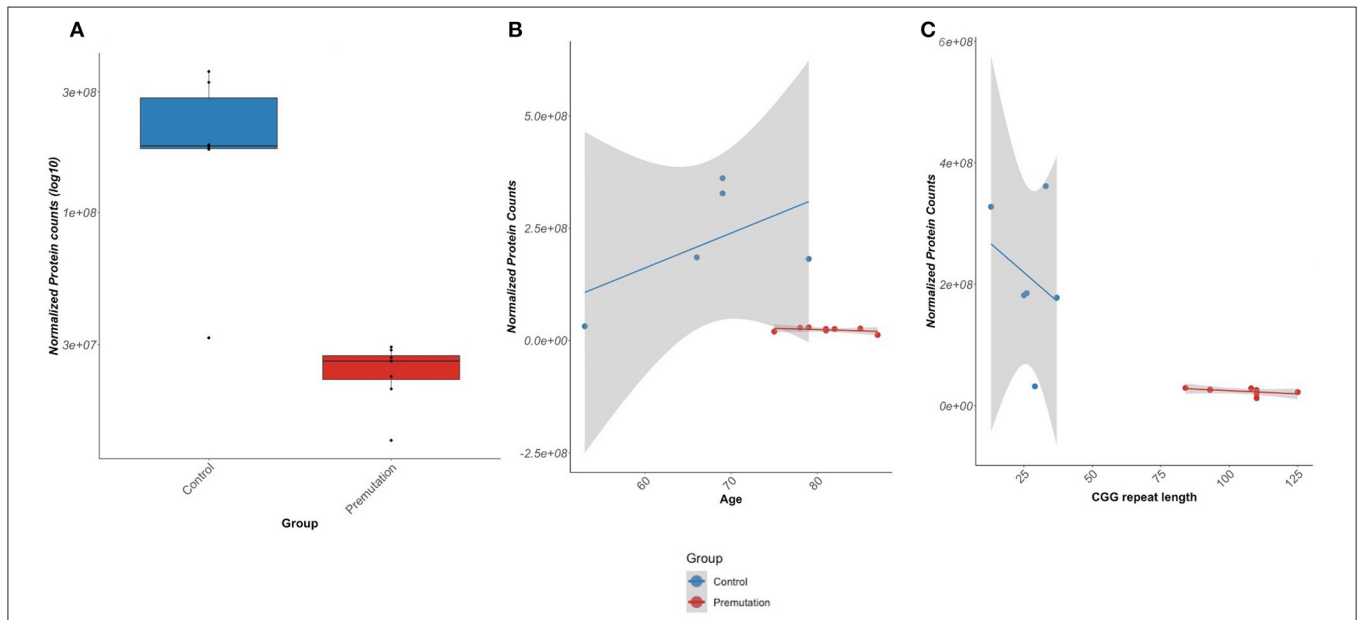 A
Normalized Protein counts (log10)
3e+08
1e+08
3e+07
Control
Premutation
Group
B
Normalized Protein Counts
5.0e+08
2.5e+08
0.0e+00
-2.5e+08
60
70
80
Age
C
Normalized Protein Counts
6e+08
4e+08
2e+08
0e+00
25
50
75
100
125
CGG repeat length
Group
Control
Premutation